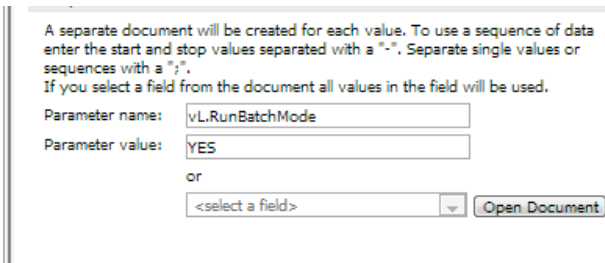 A separate document will be created for each value. To use a sequence of data
enter the start and stop values separated with a "-". Separate single values or
sequences with a ";".
If you select a field from the document all values in the field will be used.
Parameter name: vL.RunBatchMode
Parameter value: YES
or
<select a field> Open Document